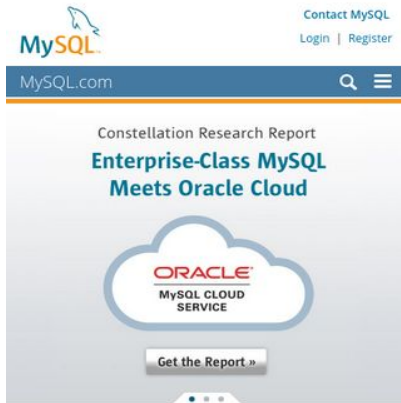 MySQL
Contact MySQL
Login | Register
MySQL.com
Constellation Research Report
Enterprise-Class MySQL
Meets Oracle Cloud
ORACLE
MySQL CLOUD
SERVICE
Get the Report »